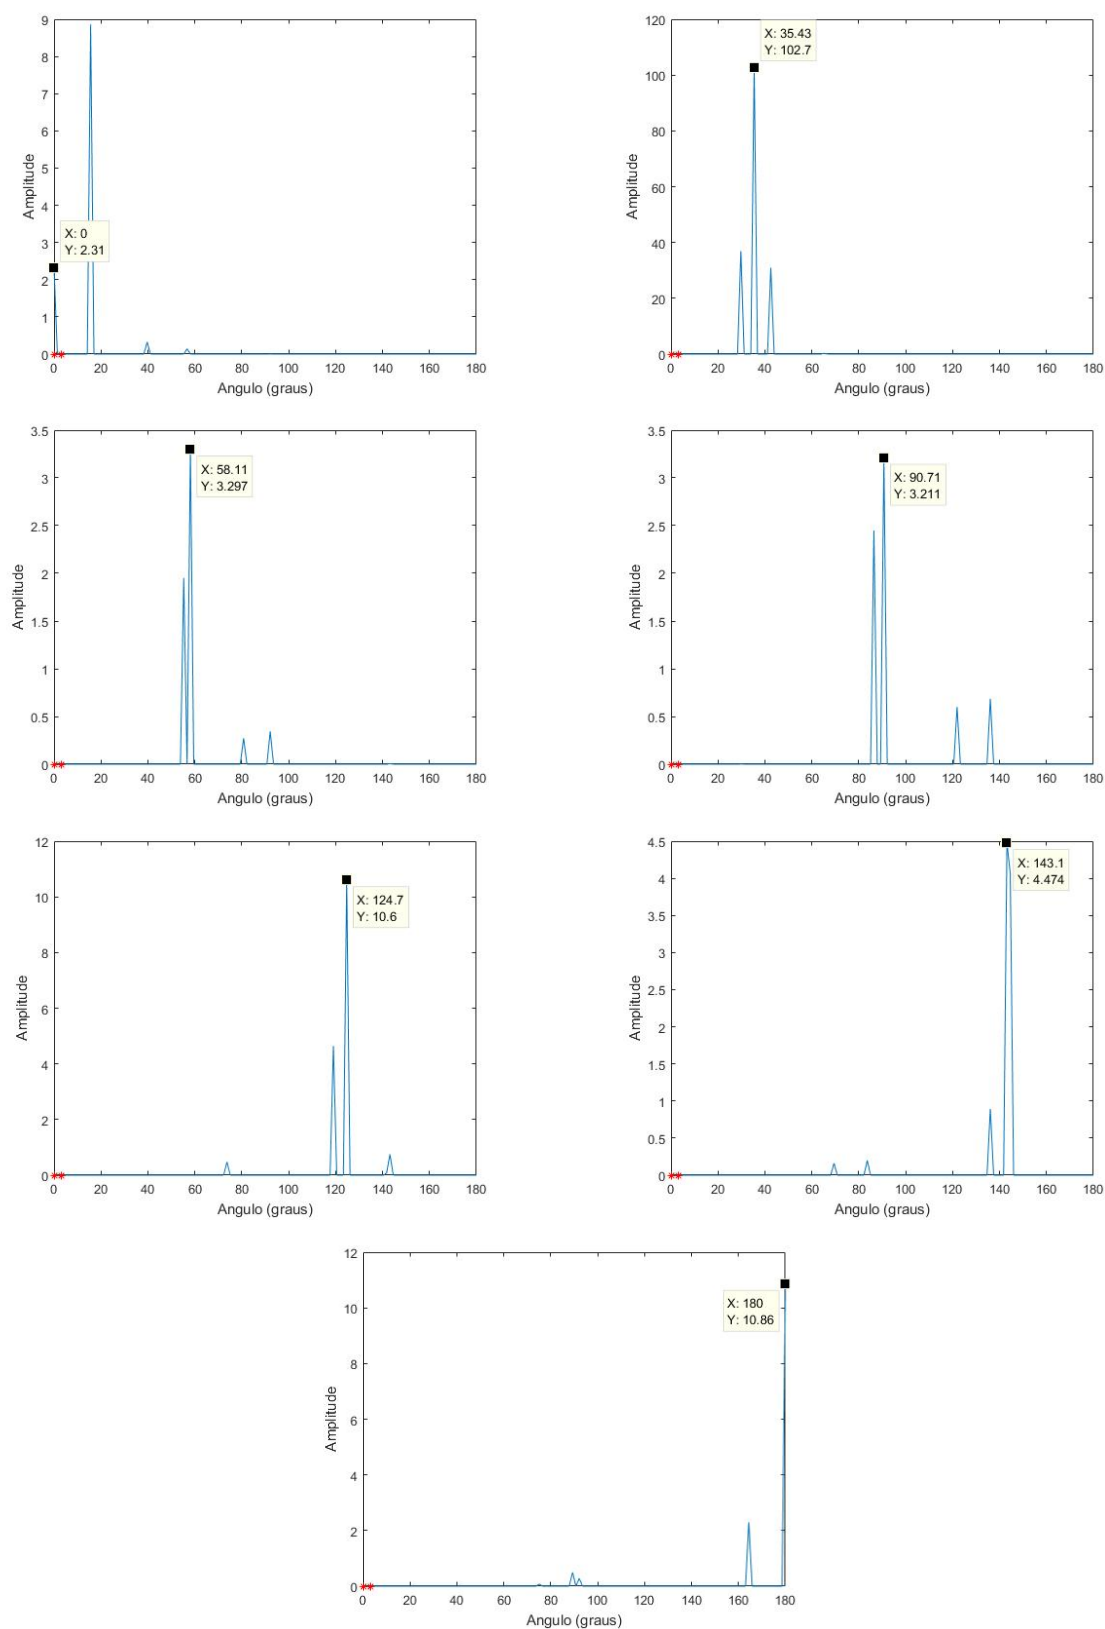 9
8
7
6
5
4
3
2
1
0
Amplitude
X: 0
Y: 2.31
0 20 40 60 80 100 120 140 160 180
Angulo (graus)
120
100
80
60
40
20
0
Amplitude
X: 35.43
Y: 102.7
0 20 40 60 80 100 120 140 160 180
Angulo (graus)
3.5
3
2.5
2
1.5
1
0.5
0
Amplitude
X: 58.11
Y: 3.297
0 20 40 60 80 100 120 140 160 180
Angulo (graus)
3.5
3
2.5
2
1.5
1
0.5
0
Amplitude
X: 90.71
Y: 3.211
0 20 40 60 80 100 120 140 160 180
Angulo (graus)
12
10
8
6
4
2
0
Amplitude
X: 124.7
Y: 10.6
0 20 40 60 80 100 120 140 160 180
Angulo (graus)
4.5
4
3.5
3
2.5
2
1.5
1
0.5
0
Amplitude
X: 143.1
Y: 4.474
0 20 40 60 80 100 120 140 160 180
Angulo (graus)
12
10
8
6
4
2
0
Amplitude
X: 180
Y: 10.86
0 20 40 60 80 100 120 140 160 180
Angulo (graus)